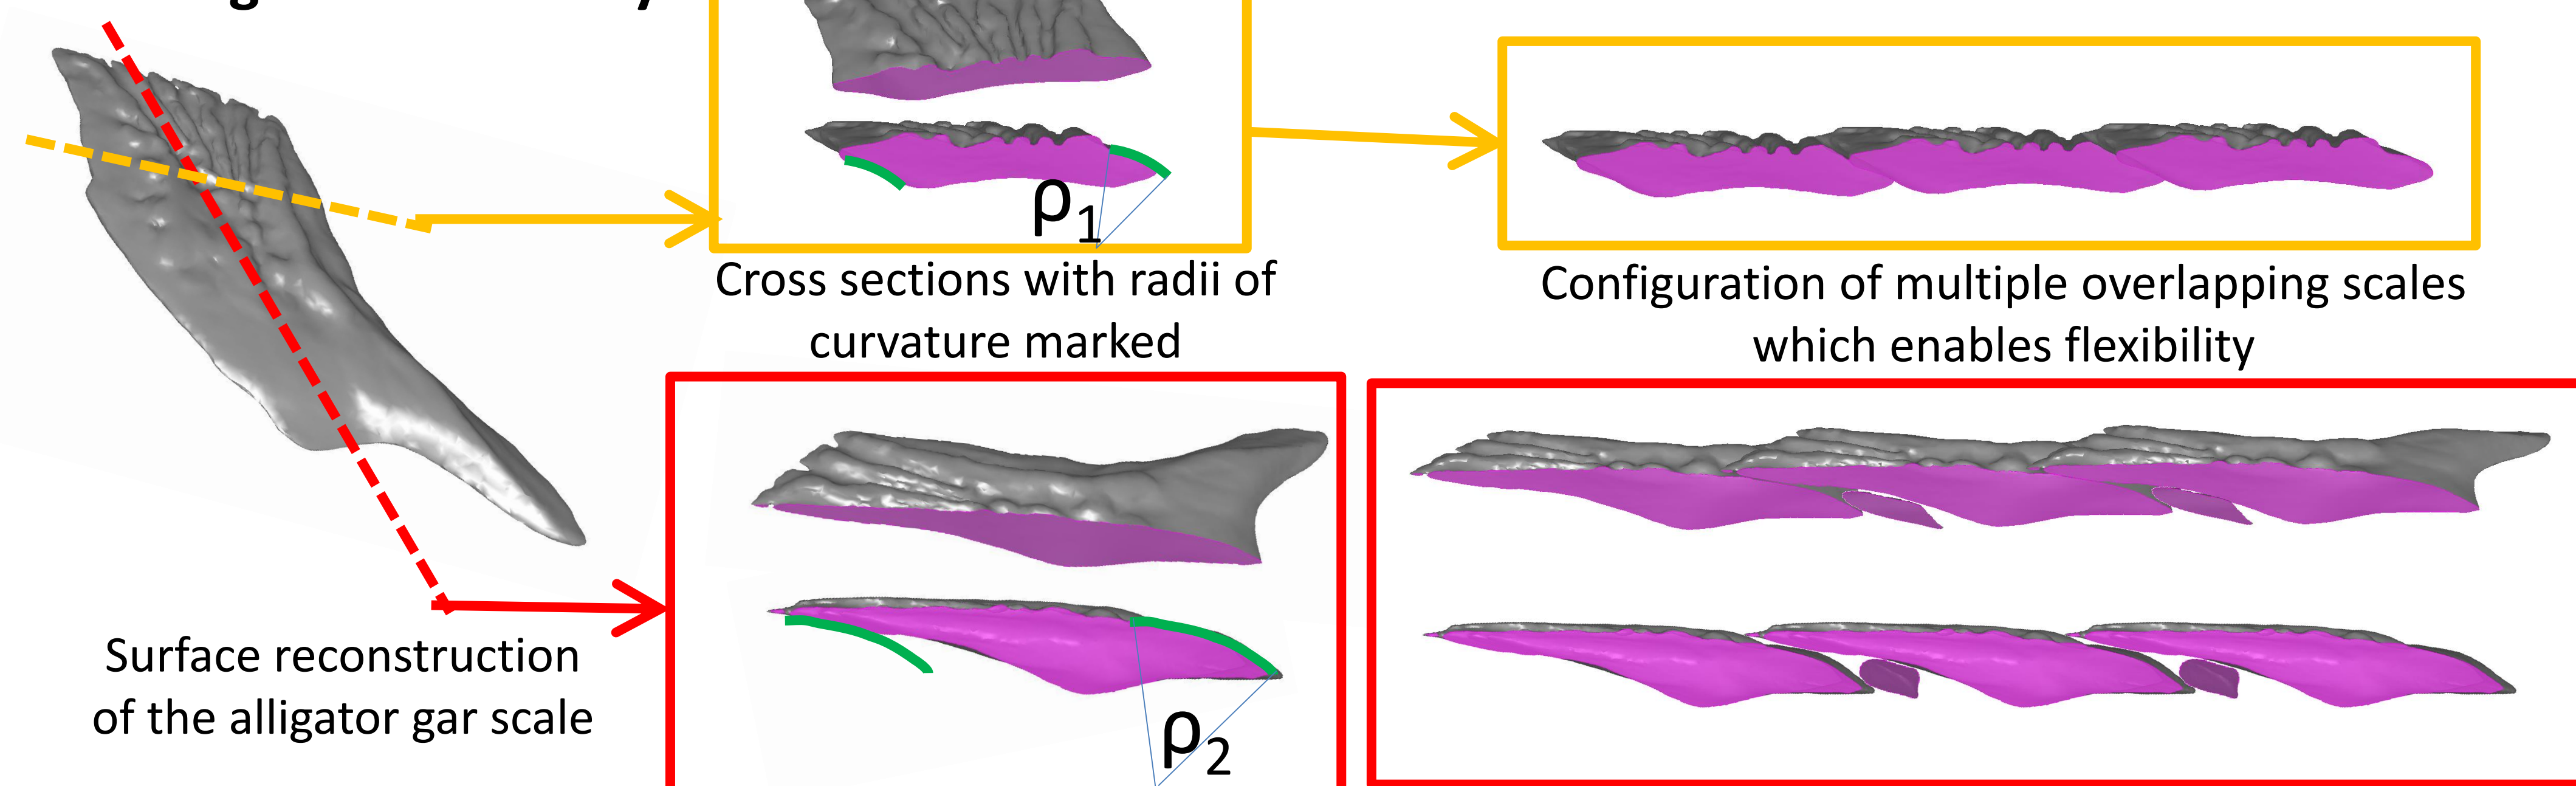 ρ1
Cross sections with radii of
curvature marked
Configuration of multiple overlapping scales
which enables flexibility
Surface reconstruction
of the alligator gar scale
ρ2